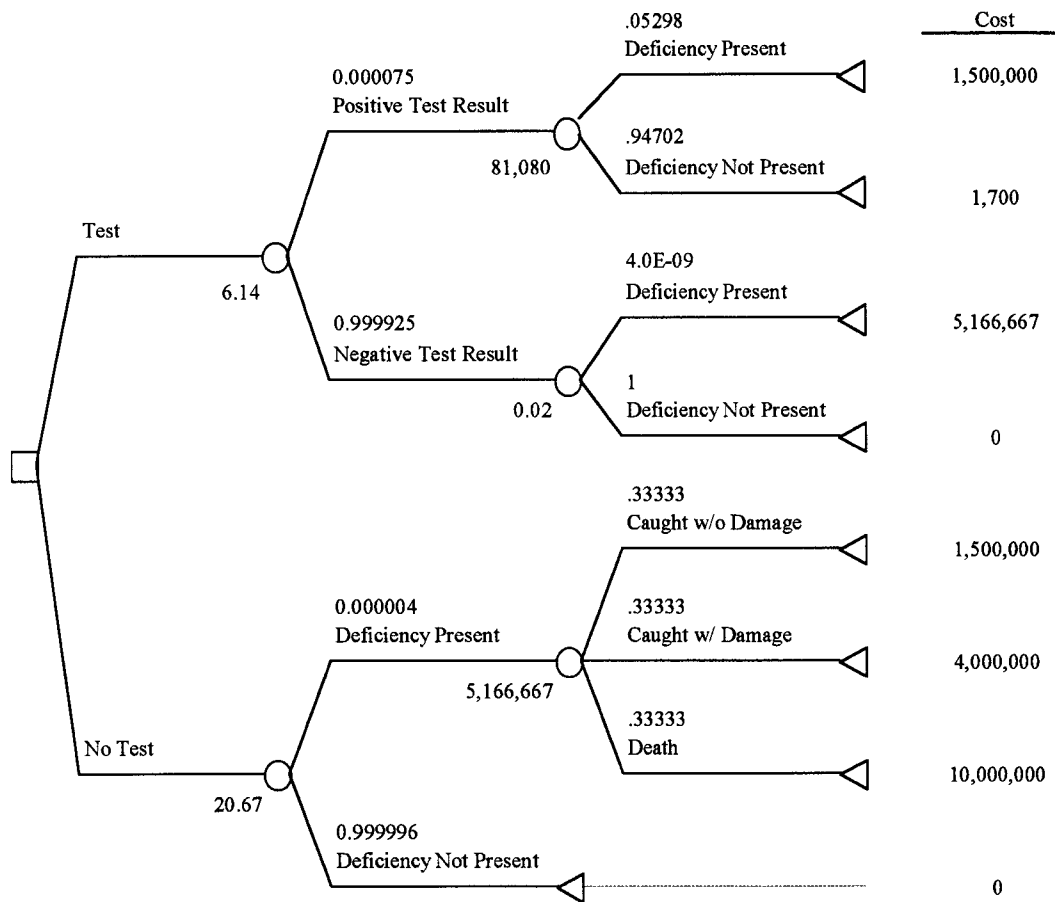 Cost
.05298
Deficiency Present
1,500,000
0.000075
Positive Test Result
.94702
Deficiency Not Present
81,080
1,700
Test
4.0E-09
Deficiency Present
6.14
5,166,667
0.999925
Negative Test Result
1
Deficiency Not Present
0.02
0
.33333
Caught w/o Damage
1,500,000
0.000004
Deficiency Present
.33333
Caught w/ Damage
5,166,667
4,000,000
.33333
Death
No Test
10,000,000
20.67
0.999996
Deficiency Not Present
0